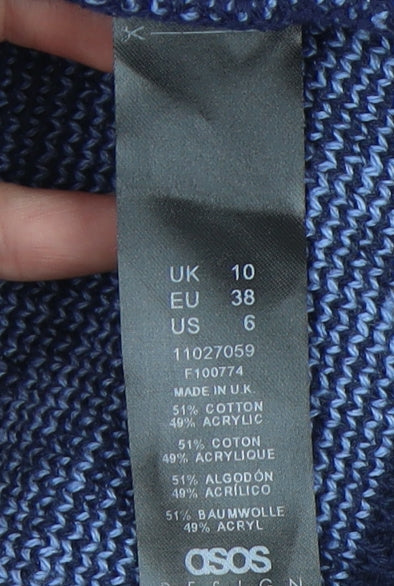 UK 10
EU 38
US 6
11027059
F100774
MADE IN U.K.
51% COTTON
49% ACRYLIC
51% COTON
49% ACRYLIQUE
51% ALGODÓN
49% ACRÍLICO
51% BAUMWOLLE
49% ACRYL
asos
DESIGN